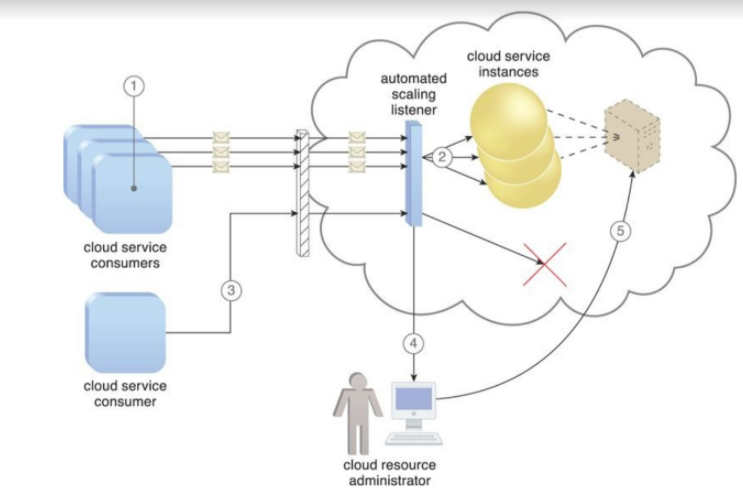 cloud service
instances
automated
scaling
listener
1
2
cloud service
consumers
3
5
4
cloud service
consumer
cloud resource
administrator